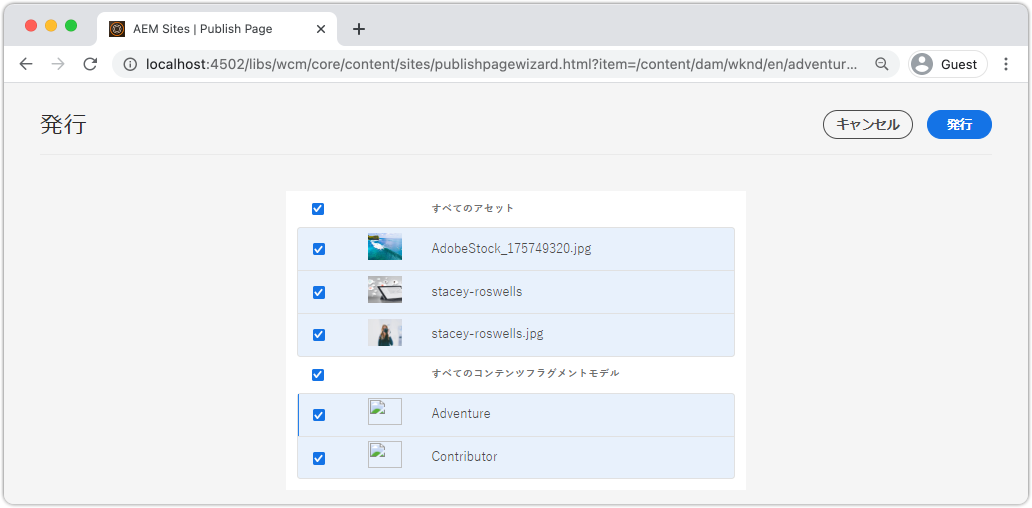 AEM Sites | Publish Page
localhost:4502/libs/wcm/core/content/sites/publishpagewizard.html?item=/content/dam/wknd/en/adventur...
Guest
発行
キャンセル
発行
すべてのアセット
AdobeStock_175749320.jpg
stacey-roswells
stacey-roswells.jpg
すべてのコンテンツフラグメントモデル
Adventure
Contributor